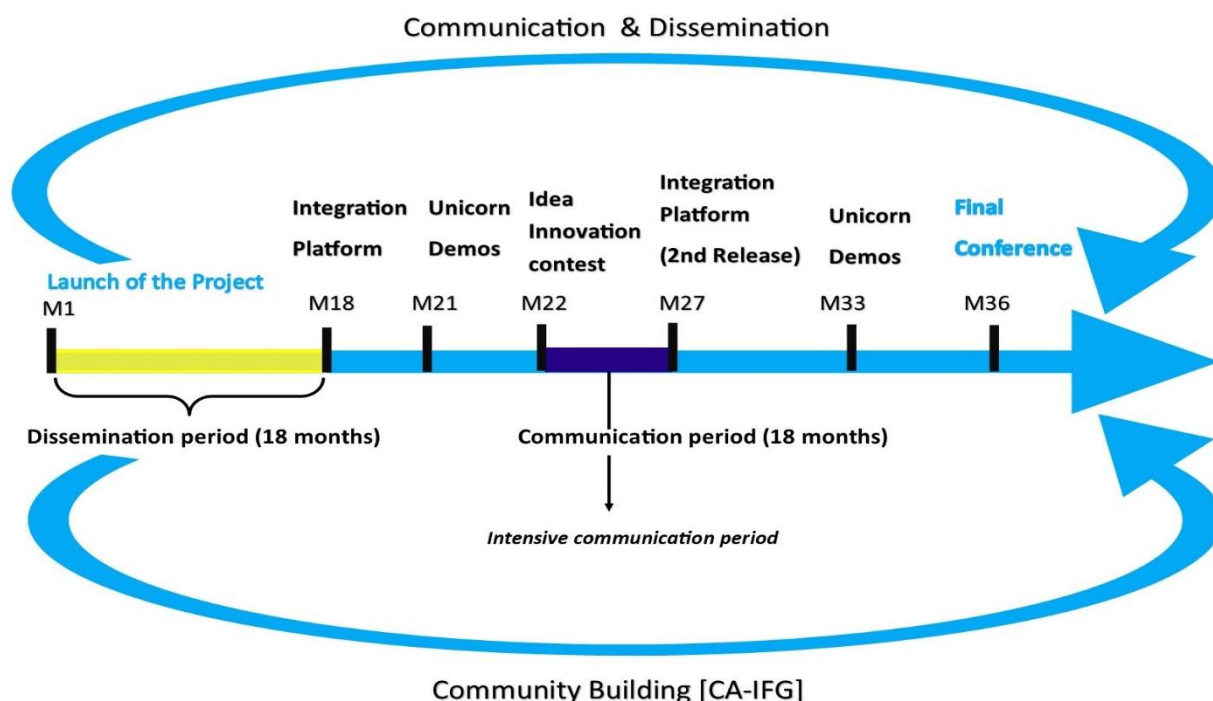 Communication & Dissemination
Integration
Platform
Unicorn
Demos
Idea
Innovation
contest
Integration
Platform
(2nd Release)
Unicorn
Demos
Final
Conference
Launch of the Project
M1
M18
M21
M22
M27
M33
M36
Dissemination period (18 months)
Communication period (18 months)
Intensive communication period
Community Building [CA-IFG]